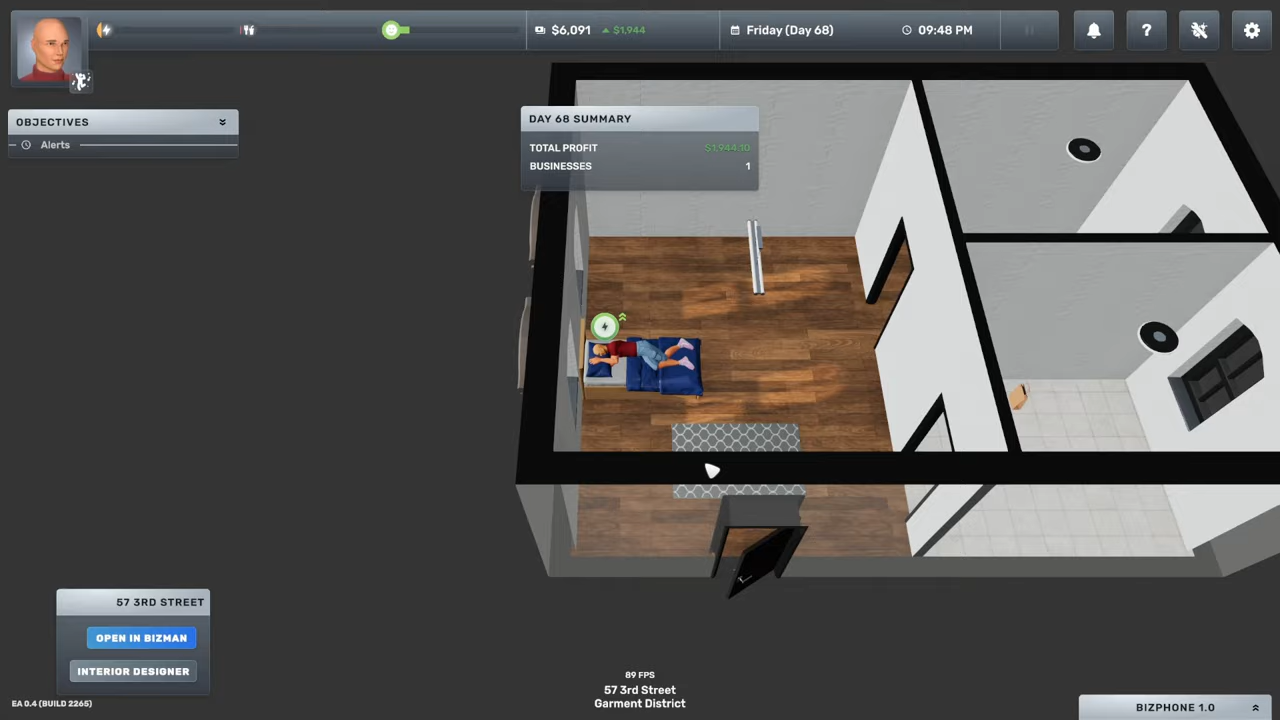 $6,091 $1,944
Friday (Day 68)
09:48 PM
?
OBJECTIVES
Alerts
DAY 68 SUMMARY
TOTAL PROFIT $1,944.10
BUSINESSES 1
57 3RD STREET
OPEN IN BIZMAN
INTERIOR DESIGNER
EA 0.4 (BUILD 2265)
89 FPS
57 3rd Street
Garment District
BIZPHONE 1.0